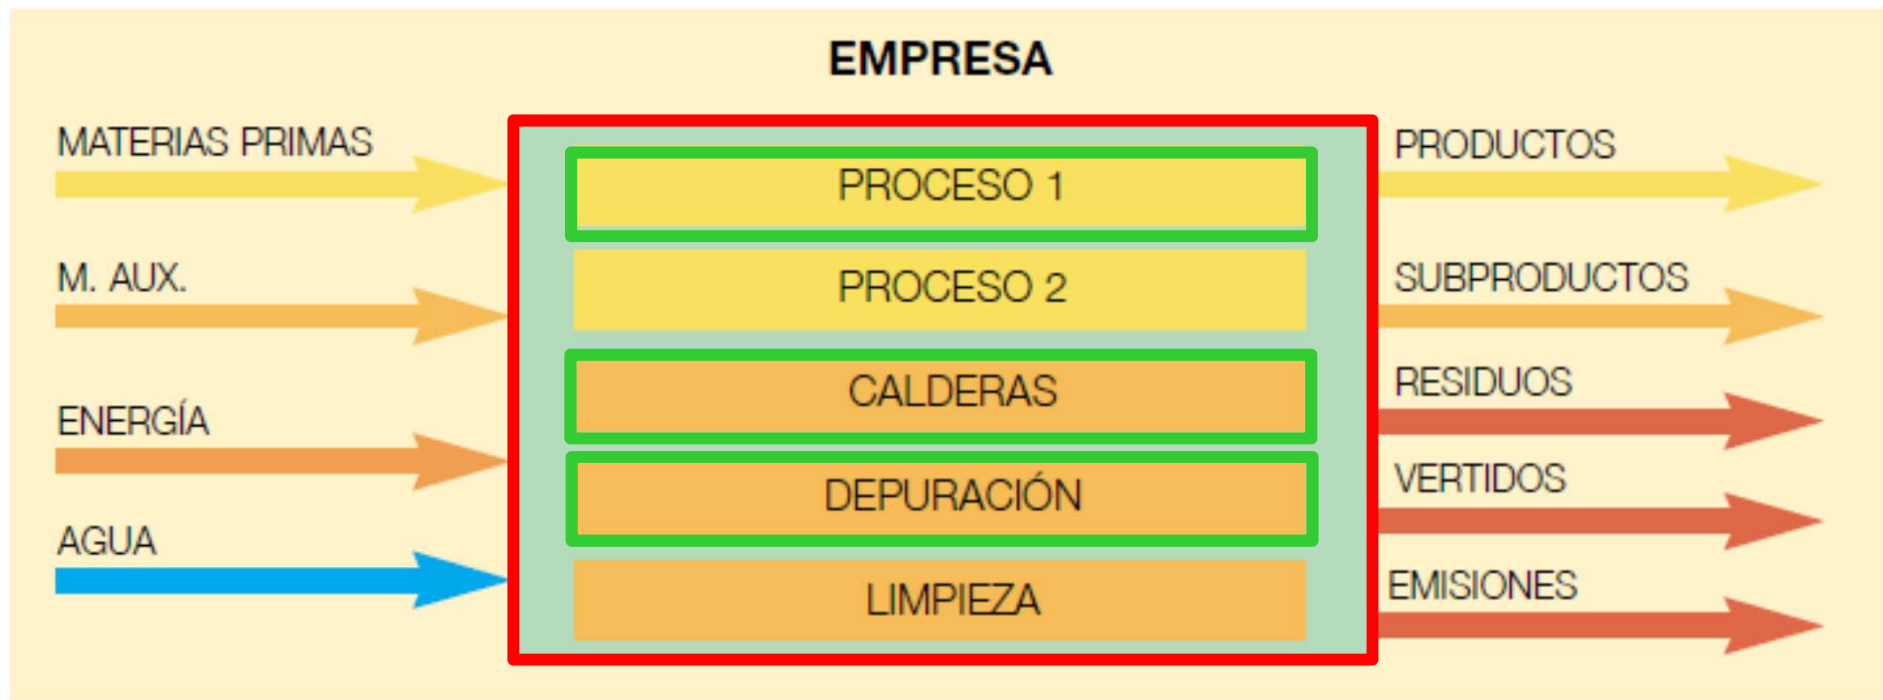 EMPRESA
MATERIAS PRIMAS
M. AUX.
ENERGÍA
AGUA
PROCESO 1
PROCESO 2
CALDERAS
DEPURACIÓN
LIMPIEZA
PRODUCTOS
SUBPRODUCTOS
RESIDUOS
VERTIDOS
EMISIONES